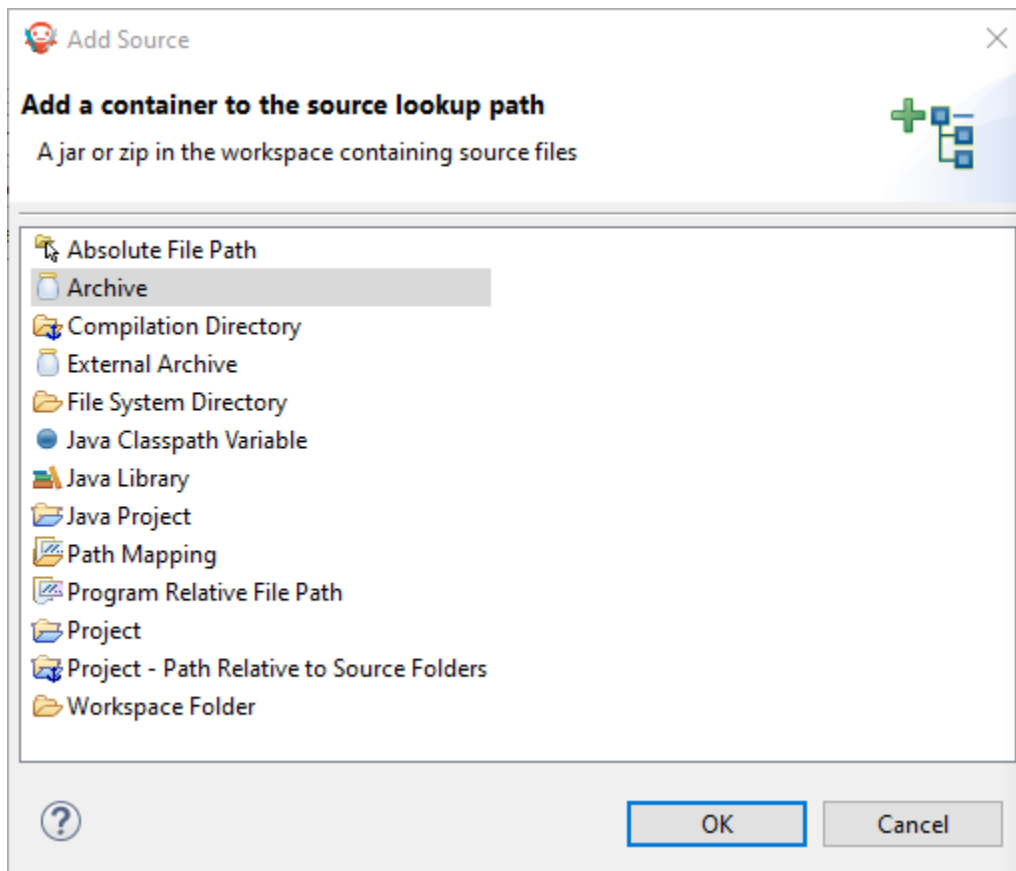 Add Source
Add a container to the source lookup path
A jar or zip in the workspace containing source files
Absolute File Path
Archive
Compilation Directory
External Archive
File System Directory
Java Classpath Variable
Java Library
Java Project
Path Mapping
Program Relative File Path
Project
Project - Path Relative to Source Folders
Workspace Folder
?
OK Cancel